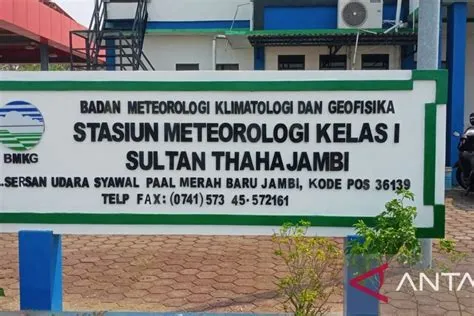 BADAN METEOROLOGI KLIMATOLOGI DAN GEOFISIKA
STASIUN METEOROLOGI KELAS I
SULTAN THAHAJAMBI
BMKG
.SERSAN UDARA SYAWAL PAAL MERAH BARU JAMBI, KODE POS 36139
TELP FAX: (0741) 573 45-572161
ANTA